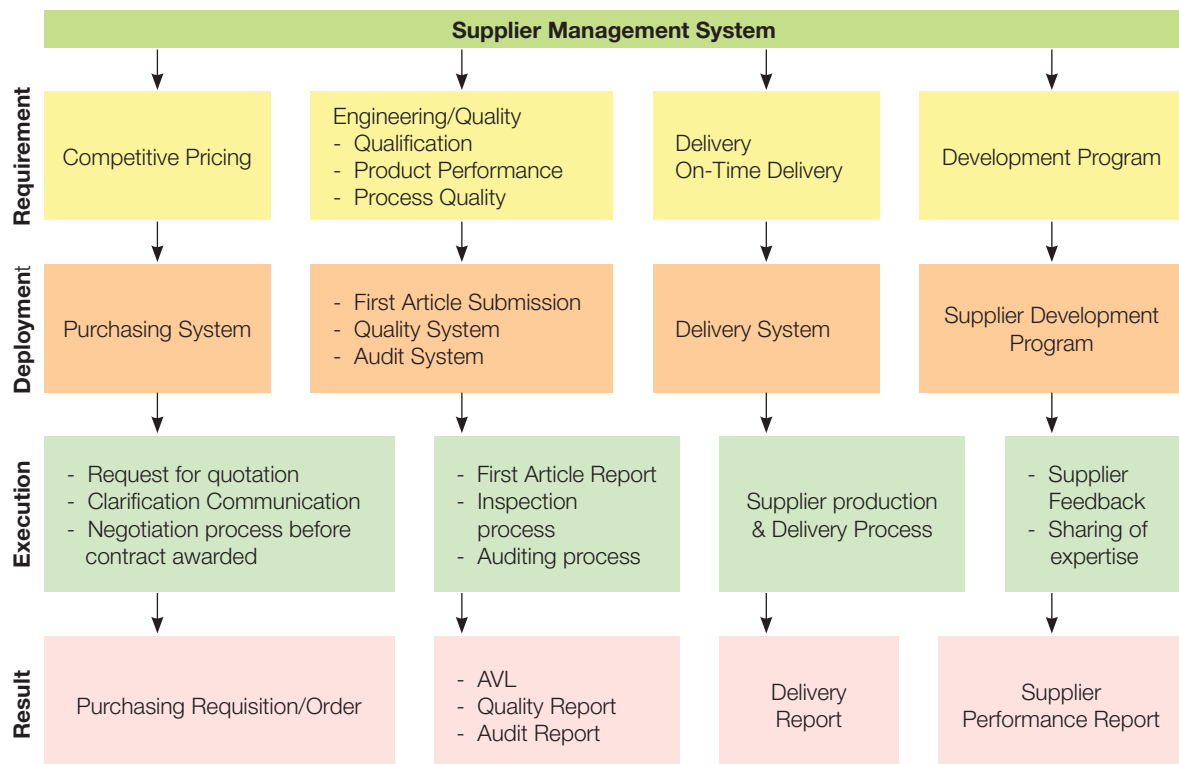 Supplier Management System
Requirement
Competitive Pricing
Engineering/Quality
- Qualification
- Product Performance
- Process Quality
Delivery
On-Time Delivery
Development Program
Deployment
Purchasing System
- First Article Submission
- Quality System
- Audit System
Delivery System
Supplier Development
Program
Execution
- Request for quotation
- Clarification Communication
- Negotiation process before
contract awarded
- First Article Report
- Inspection
process
- Auditing process
Supplier production
& Delivery Process
- Supplier
Feedback
- Sharing of
expertise
Result
Purchasing Requisition/Order
- AVL
- Quality Report
- Audit Report
Delivery
Report
Supplier
Performance Report